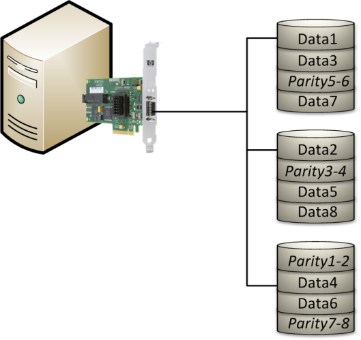 Data1
Data3
Parity5-6
Data7
Data2
Parity3-4
Data5
Data8
Parity1-2
Data4
Data6
Parity7-8